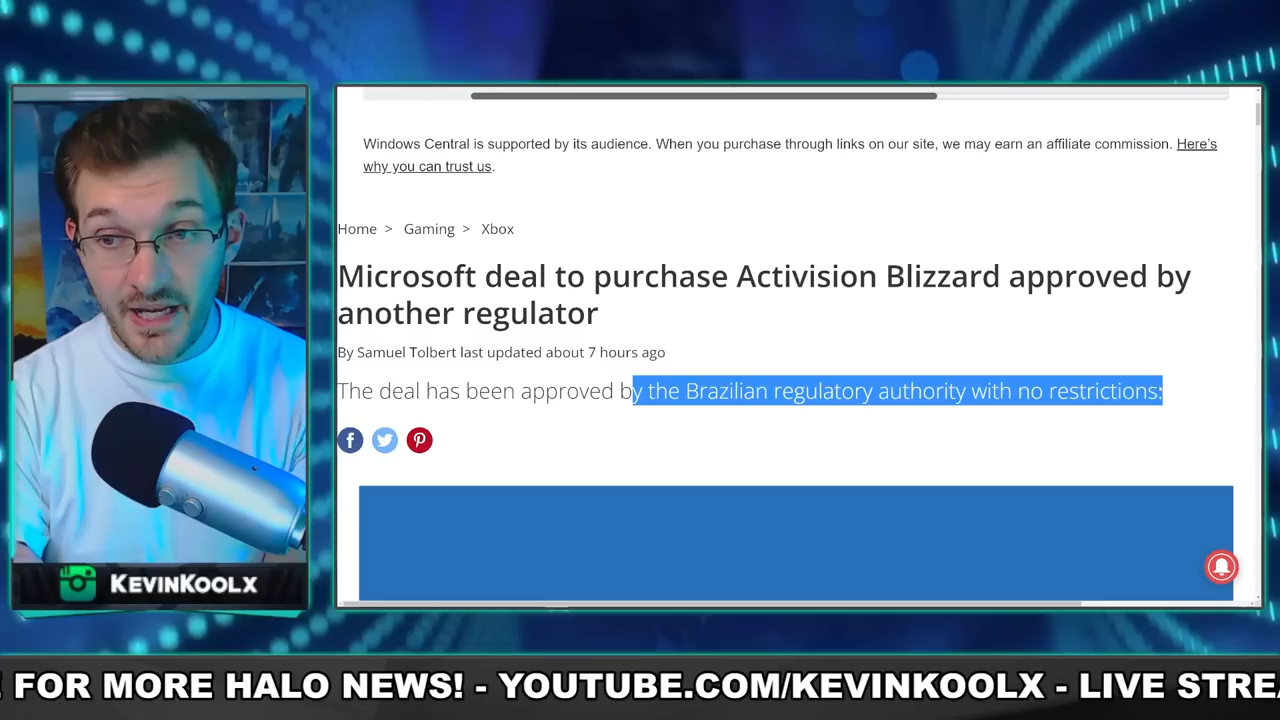 Windows Central is supported by its audience. When you purchase through links on our site, we may earn an affiliate commission. Here's
why you can trust us.
Home > Gaming > Xbox
Microsoft deal to purchase Activision Blizzard approved by
another regulator
By Samuel Tolbert last updated about 7 hours ago
The deal has been approved by the Brazilian regulatory authority with no restrictions.
KEVINKOOLX
FOR MORE HALO NEWS! - YOUTUBE.COM/KEVINKOOLX - LIVE STREA